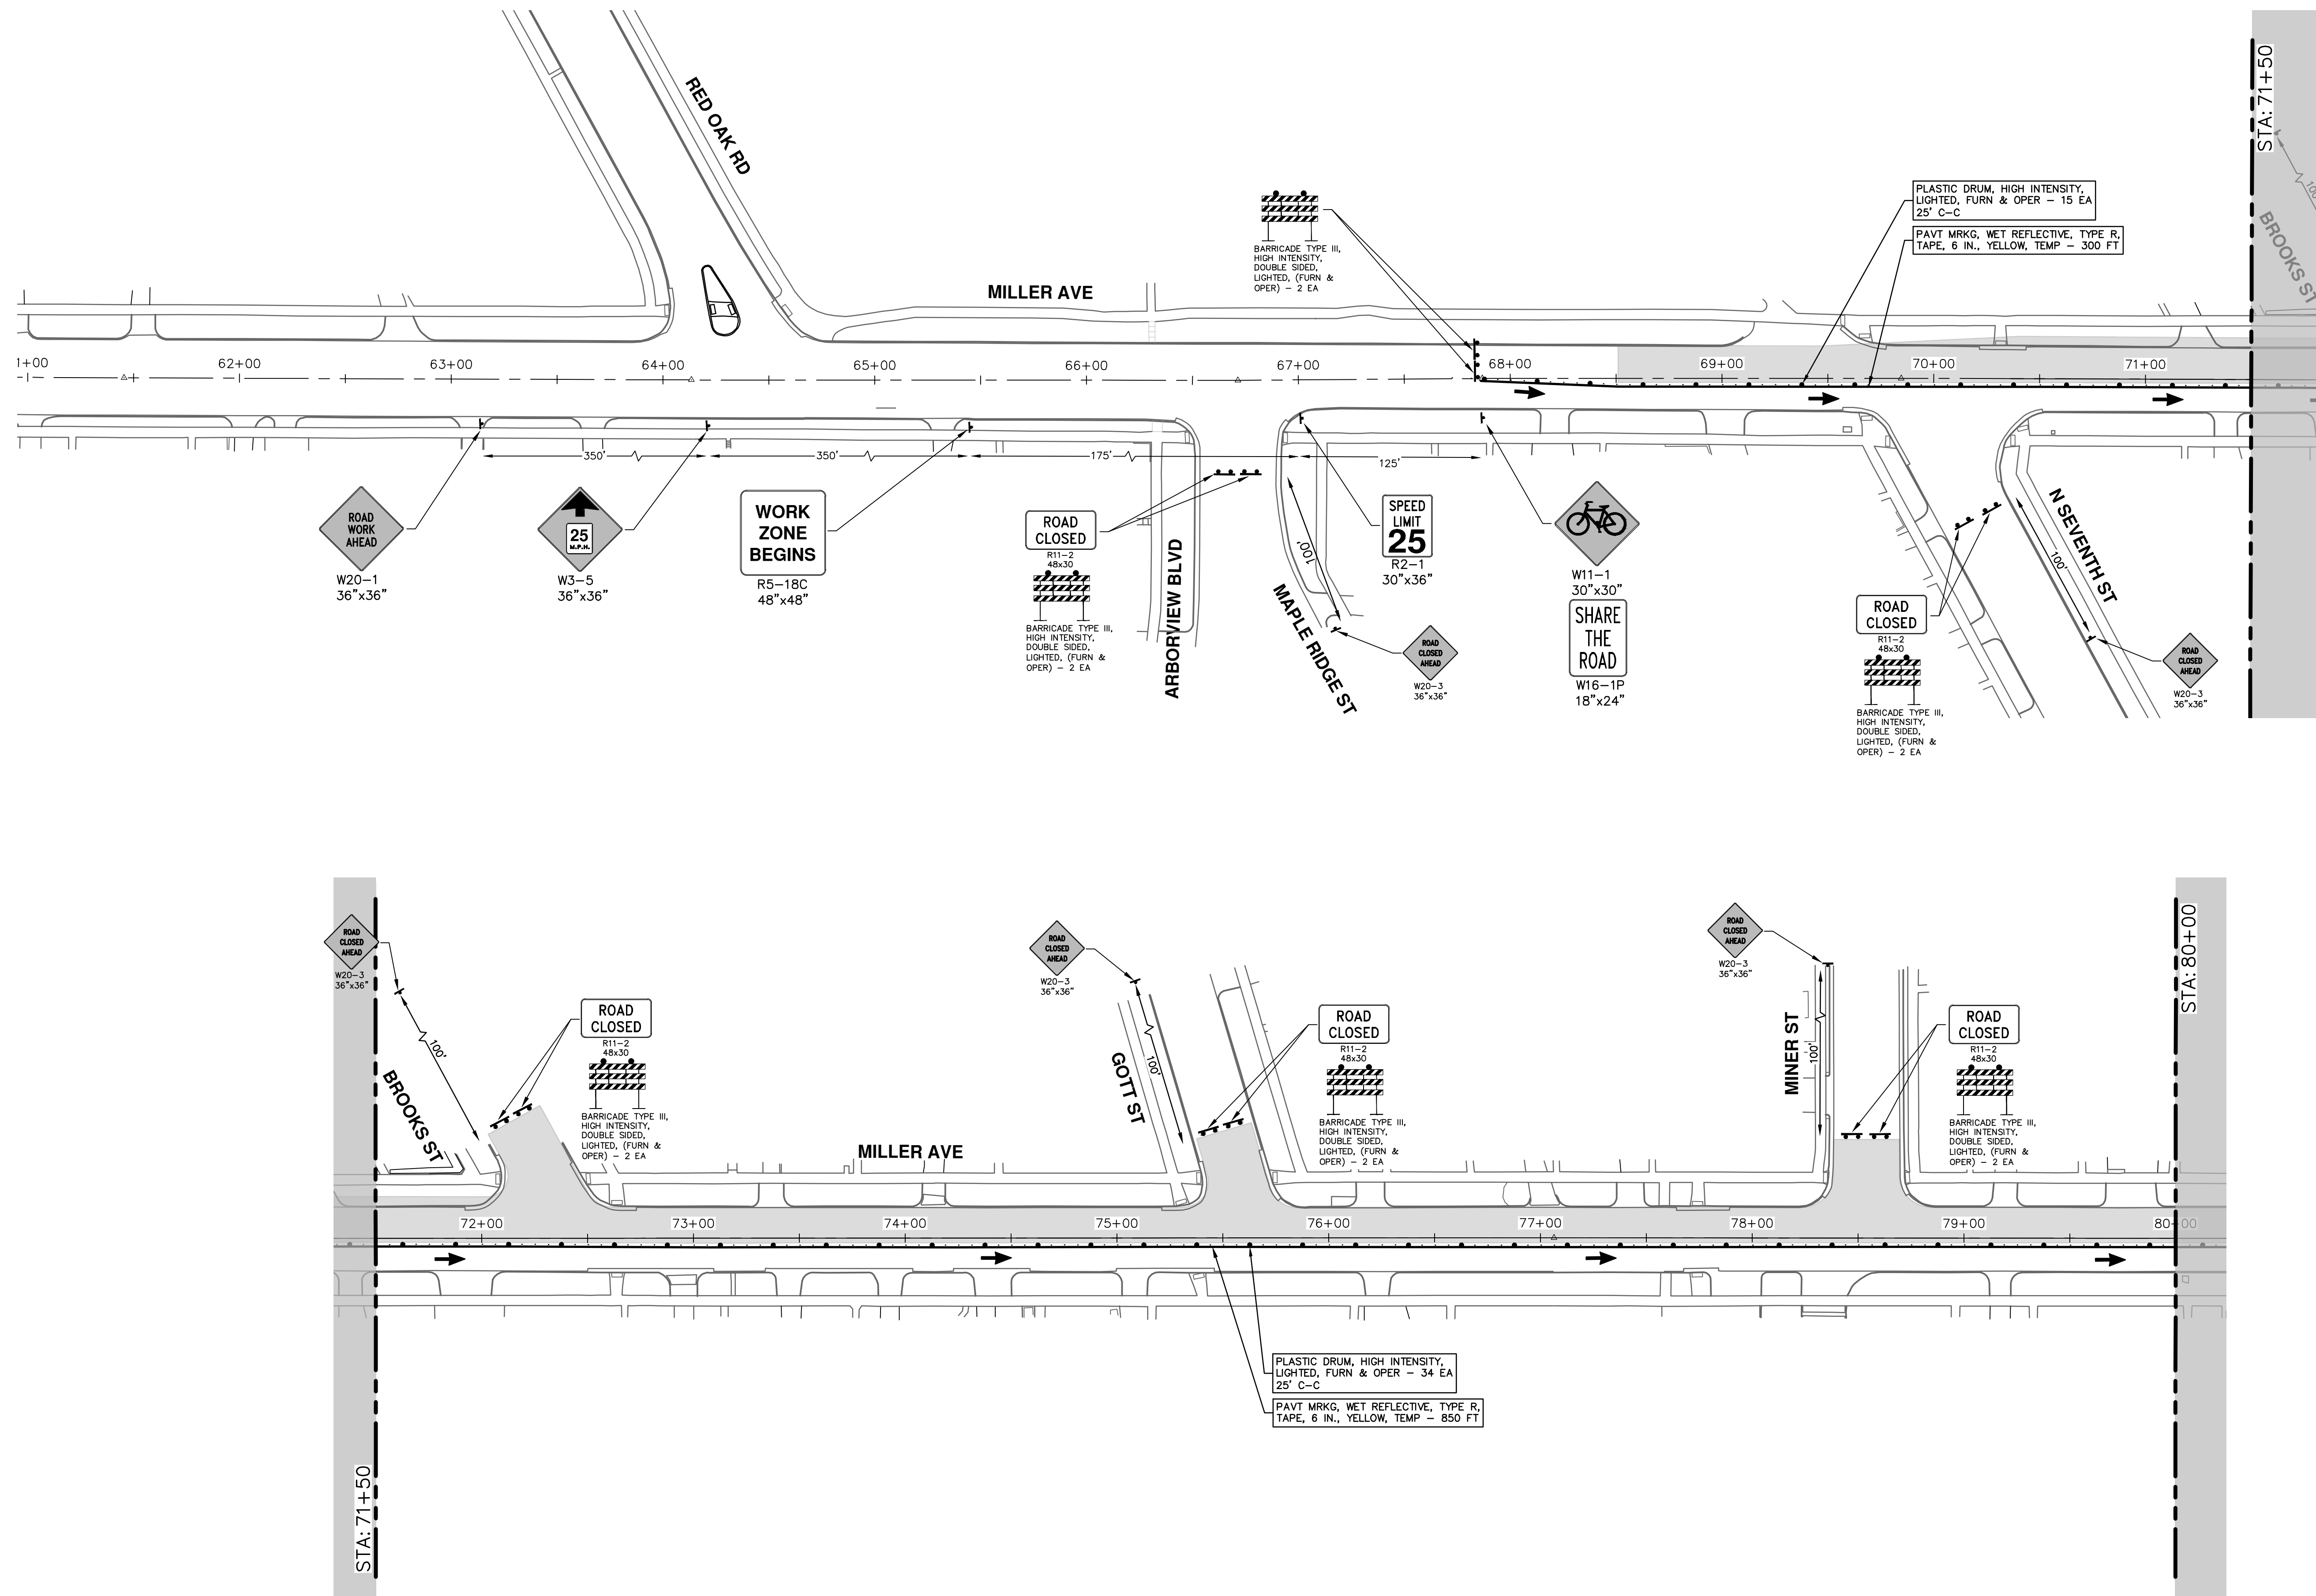 RED OAK RD
STA: 71+50
100'
BROOKS ST
PLASTIC DRUM, HIGH INTENSITY,
LIGHTED, FURN & OPER – 15 EA
25' C–C
PAVT MRKG, WET REFLECTIVE, TYPE R,
TAPE, 6 IN., YELLOW, TEMP – 300 FT
BARRICADE TYPE III,
HIGH INTENSITY,
DOUBLE SIDED,
LIGHTED, (FURN &
OPER) – 2 EA
MILLER AVE
1+00
62+00
63+00
64+00
65+00
66+00
67+00
68+00
69+00
70+00
71+00
350'
350'
175'
125'
ROAD
WORK
AHEAD
W20–1
36"x36"
25
M.P.H.
W3–5
36"x36"
WORK
ZONE
BEGINS
R5–18C
48"x48"
ROAD
CLOSED
R11–2
48x30
BARRICADE TYPE III,
HIGH INTENSITY,
DOUBLE SIDED,
LIGHTED, (FURN &
OPER) – 2 EA
ARBORVIEW BLVD
100'
MAPLE RIDGE ST
SPEED
LIMIT
25
R2–1
30"x36"
ROAD
CLOSED
AHEAD
W20–3
36"x36"
W11–1
30"x30"
SHARE
THE
ROAD
W16–1P
18"x24"
ROAD
CLOSED
R11–2
48x30
BARRICADE TYPE III,
HIGH INTENSITY,
DOUBLE SIDED,
LIGHTED, (FURN &
OPER) – 2 EA
N SEVENTH ST
100'
ROAD
CLOSED
AHEAD
W20–3
36"x36"
ROAD
CLOSED
AHEAD
W20–3
36"x36"
100'
BROOKS ST
ROAD
CLOSED
R11–2
48x30
BARRICADE TYPE III,
HIGH INTENSITY,
DOUBLE SIDED,
LIGHTED, (FURN &
OPER) – 2 EA
MILLER AVE
ROAD
CLOSED
AHEAD
W20–3
36"x36"
100'
GOTT ST
ROAD
CLOSED
R11–2
48x30
BARRICADE TYPE III,
HIGH INTENSITY,
DOUBLE SIDED,
LIGHTED, (FURN &
OPER) – 2 EA
ROAD
CLOSED
AHEAD
W20–3
36"x36"
MINER ST
100'
ROAD
CLOSED
R11–2
48x30
BARRICADE TYPE III,
HIGH INTENSITY,
DOUBLE SIDED,
LIGHTED, (FURN &
OPER) – 2 EA
STA: 80+00
72+00
73+00
74+00
75+00
76+00
77+00
78+00
79+00
80+00
PLASTIC DRUM, HIGH INTENSITY,
LIGHTED, FURN & OPER – 34 EA
25' C–C
PAVT MRKG, WET REFLECTIVE, TYPE R,
TAPE, 6 IN., YELLOW, TEMP – 850 FT
STA: 71+50